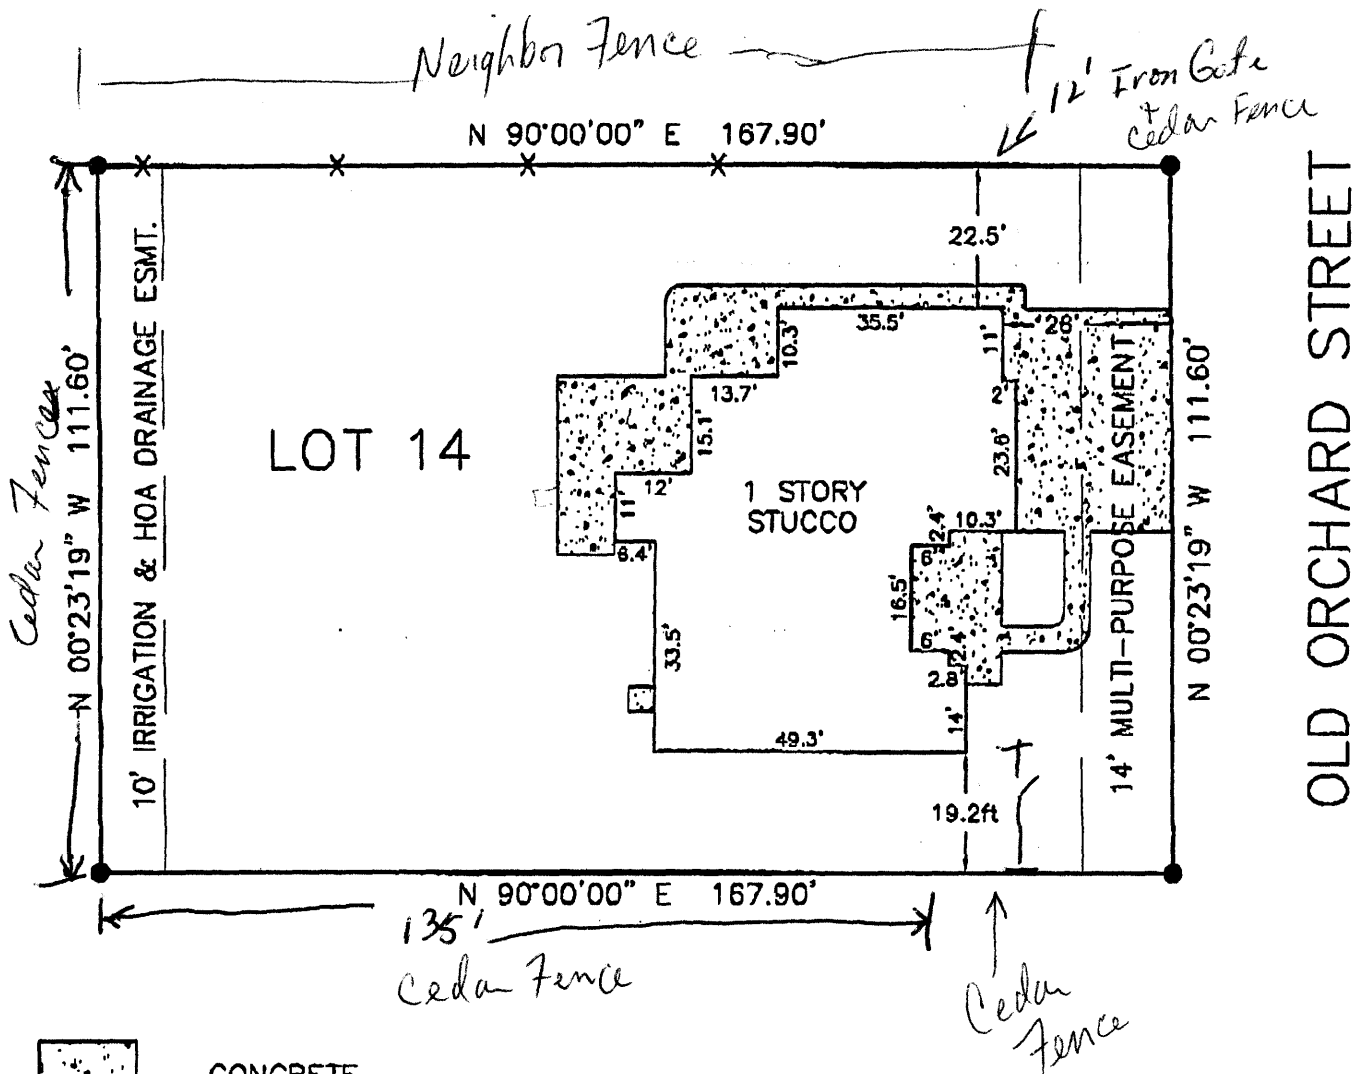 Neighbor Fence
12' Iron Gate
+
Cedar Fence
N 90°00'00" E 167.90'
22.5'
35.5'
26'
10.3'
11'
13.7'
2'
15.1'
23.6'
12'
11'
6.4'
LOT 14
1 STORY
STUCCO
2.4'
10.3'
6'
16.5'
6'
2.4'
2.8'
33.5'
14'
49.3'
19.2ft
10' IRRIGATION & HOA DRAINAGE ESMT.
14' MULTI-PURPOSE EASEMENT
Cedar Fence
N 00°23'19" W 111.60'
N 00°23'19" W 111.60'
OLD ORCHARD STREET
N 90°00'00" E 167.90'
135'
Cedar Fence
Cedar
Fence
CONCRETE